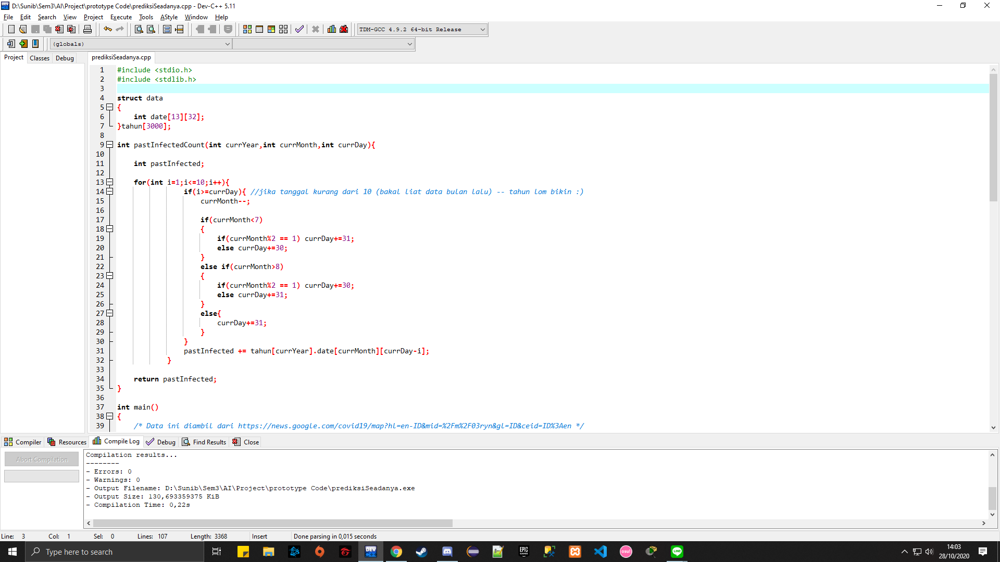 D:\Sunib\Sem3\AI\Project\prototype Code\prediksiSeadanya.cpp - Dev-C++ 5.11
File Edit Search View Project Execute Tools AStyle Window Help
TDM-GCC 4.9.2 64-bit Release
(globals)
Project Classes Debug
prediksiSeadanya.cpp
1 #include <stdio.h>
2 #include <stdlib.h>
3
4 struct data
5 {
6 int date[13][32];
7 }tahun[3000];
8
9 int pastInfectedCount(int currYear,int currMonth,int currDay){
10
11 int pastInfected;
12
13 for(int i=1;i<=10;i++){
14 if(i>=currDay){ //jika tanggal kurang dari 10 (bakal liat data bulan lalu) -- tahun lom bikin :)
15 currMonth--;
16
17 if(currMonth<7)
18 {
19 if(currMonth%2 == 1) currDay+=31;
20 else currDay+=30;
21 }
22 else if(currMonth>8)
23 {
24 if(currMonth%2 == 1) currDay+=30;
25 else currDay+=31;
26 }
27 else{
28 currDay+=31;
29 }
30 }
31 pastInfected += tahun[currYear].date[currMonth][currDay-i];
32 }
33
34 return pastInfected;
35 }
36
37 int main()
38 {
39 /* Data ini diambil dari https://news.google.com/covid19/map?hl=en-ID&mid=%2Fm%2F03ryn&gl=ID&ceid=ID%3Aen */
Compiler Resources Compile Log Debug Find Results Close
Abort Compilation
Compilation results...
--------
- Errors: 0
- Warnings: 0
- Output Filename: D:\Sunib\Sem3\AI\Project\prototype Code\prediksiSeadanya.exe
- Output Size: 130,693359375 KiB
- Compilation Time: 0,22s
Line: 3 Col: 1 Sel: 0 Lines: 107 Length: 3368 Insert Done parsing in 0,015 seconds
Type here to search
DEV
EPIC GAMES
osu!
LINE
14:03
28/10/2020